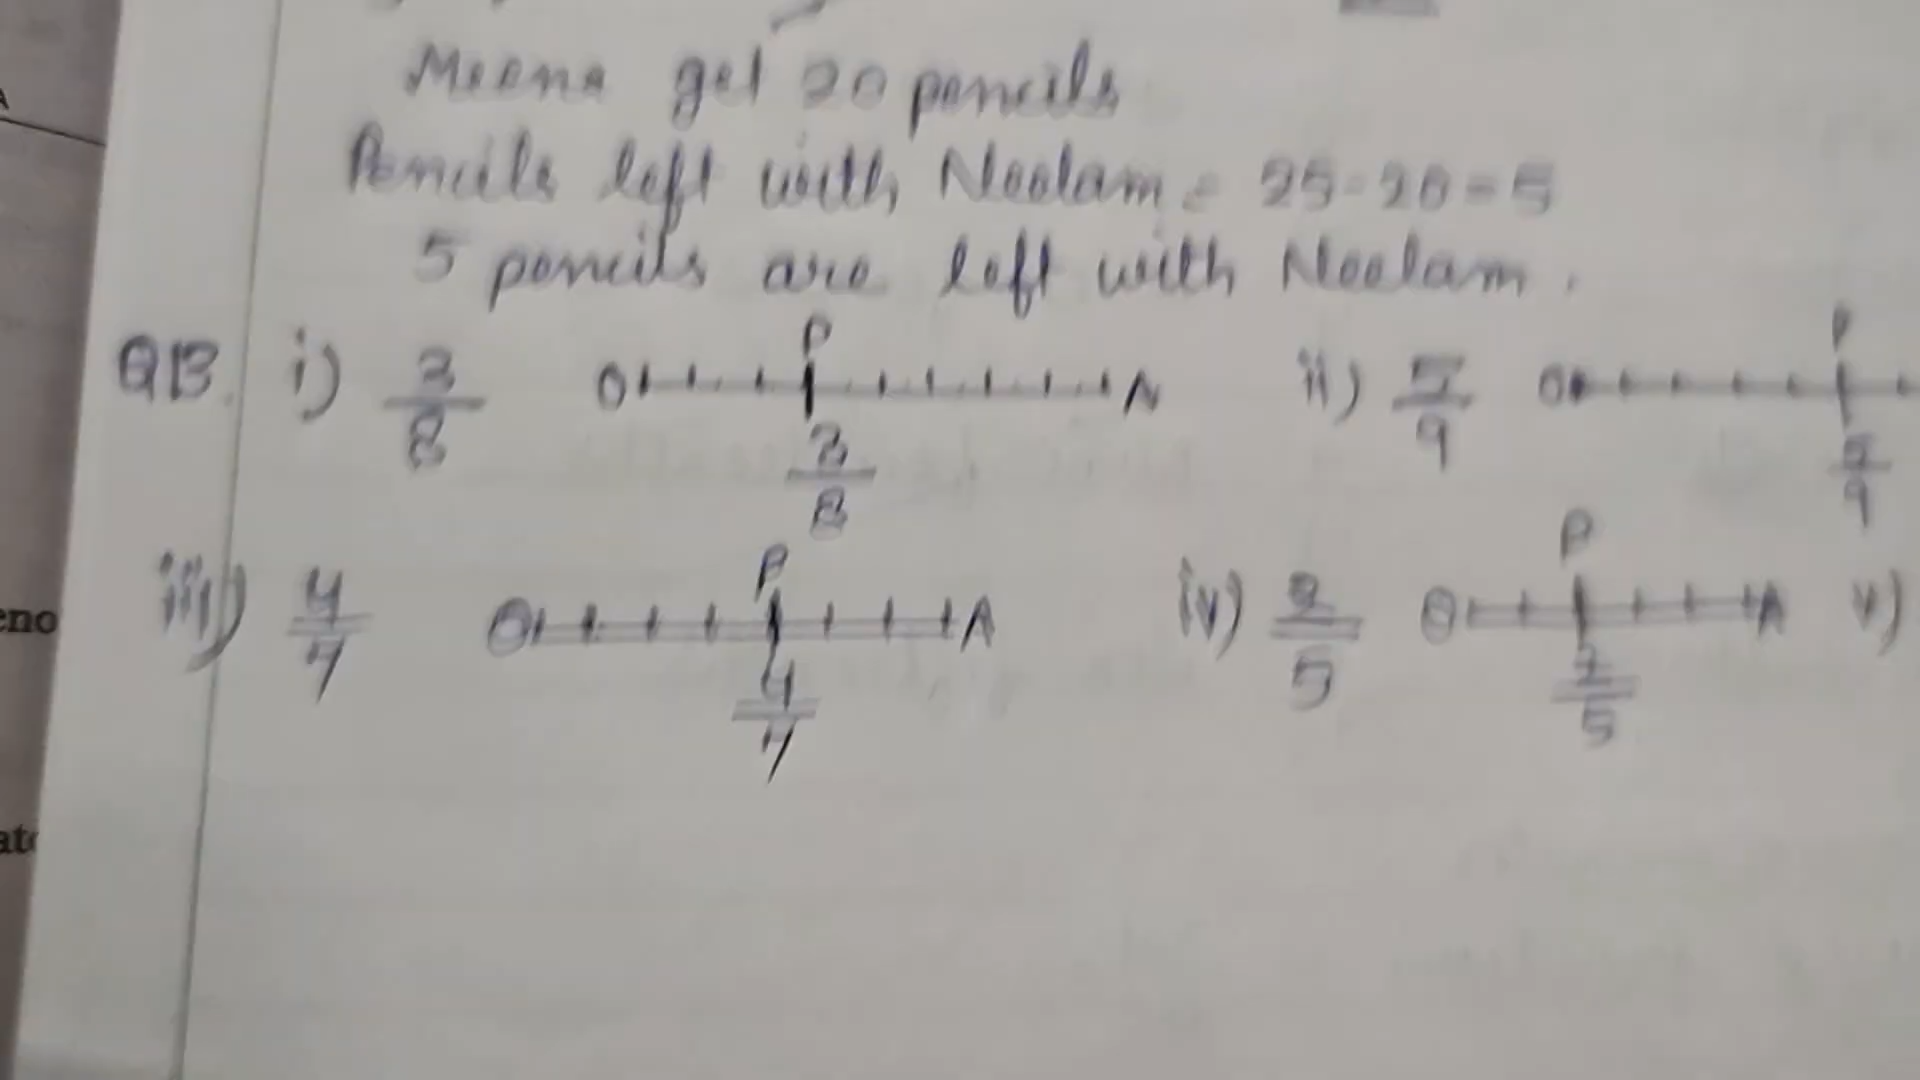 Meena get 20 pencils
Pencils left with Neelam = 25-20=5
5 pencils are left with Neelam.
Q13. i) 3/8 O P A 3/8 ii) 5/9 O P 5/9
iii) 4/7 O P A 4/7 iv) 2/5 O P A 2/5 v)
eno